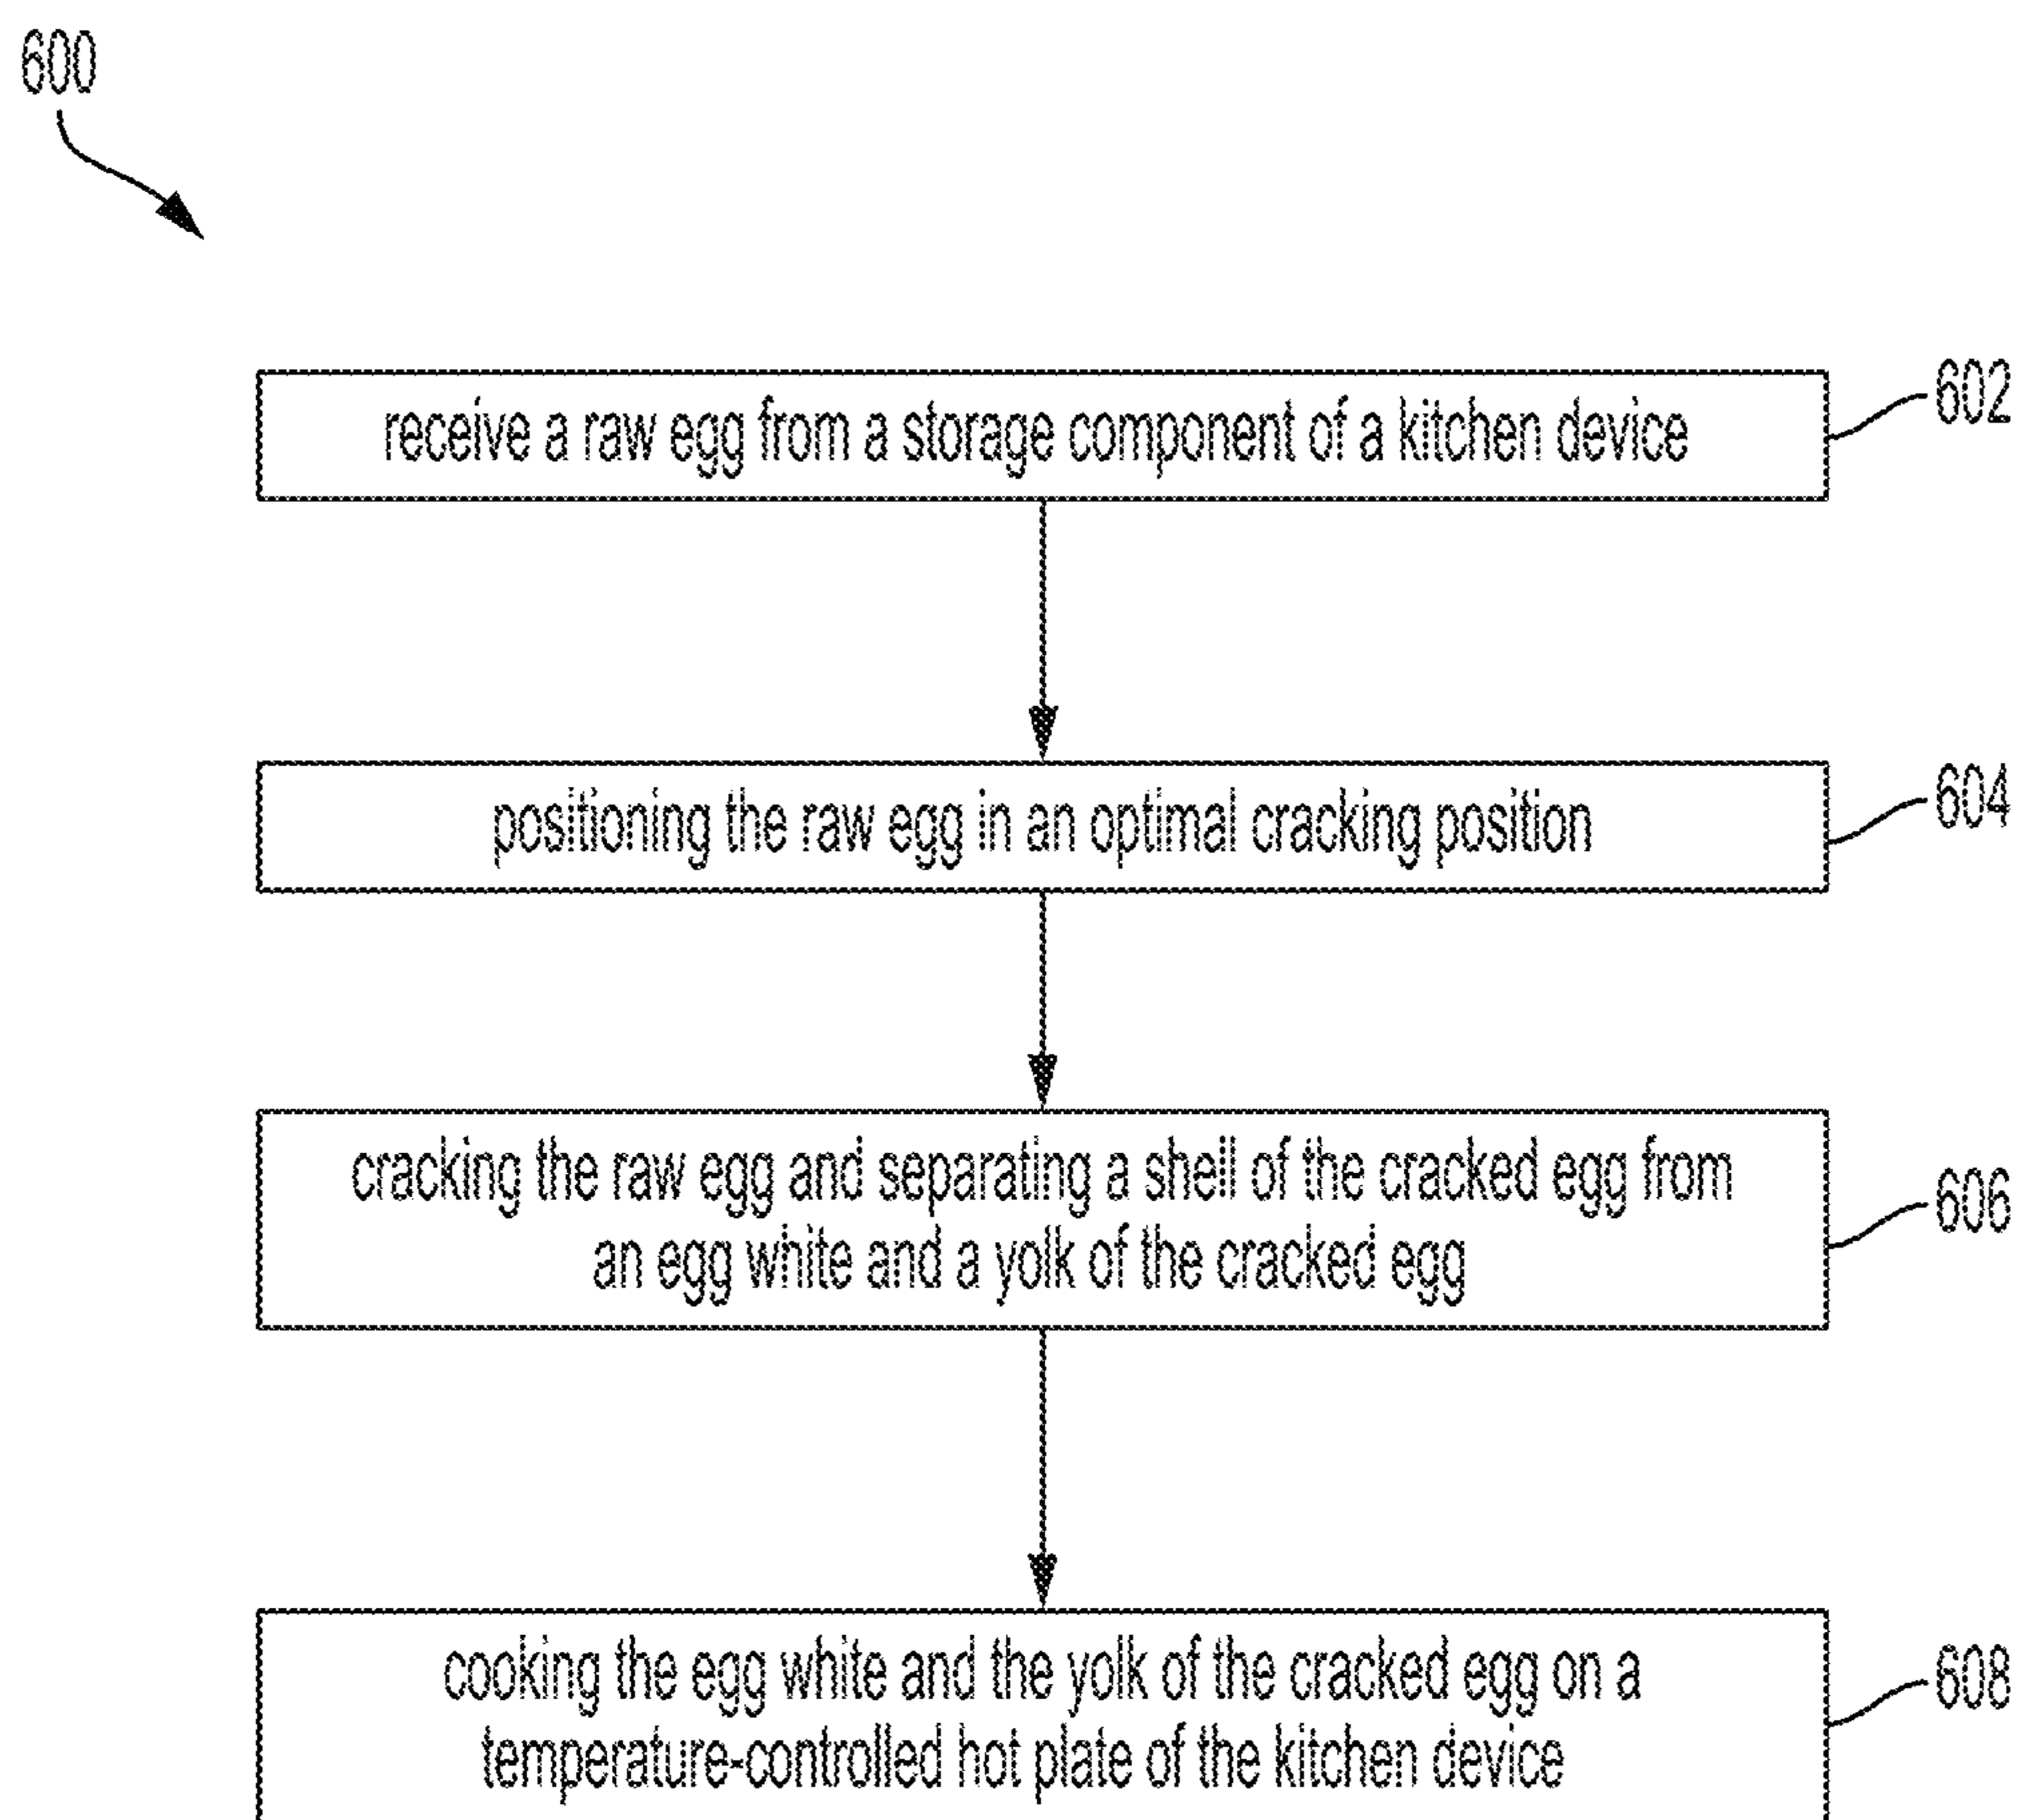 600
receive a raw egg from a storage component of a kitchen device
602
positioning the raw egg in an optimal cracking position
604
cracking the raw egg and separating a shell of the cracked egg from
an egg white and a yolk of the cracked egg
606
cooking the egg white and the yolk of the cracked egg on a
temperature-controlled hot plate of the kitchen device
608